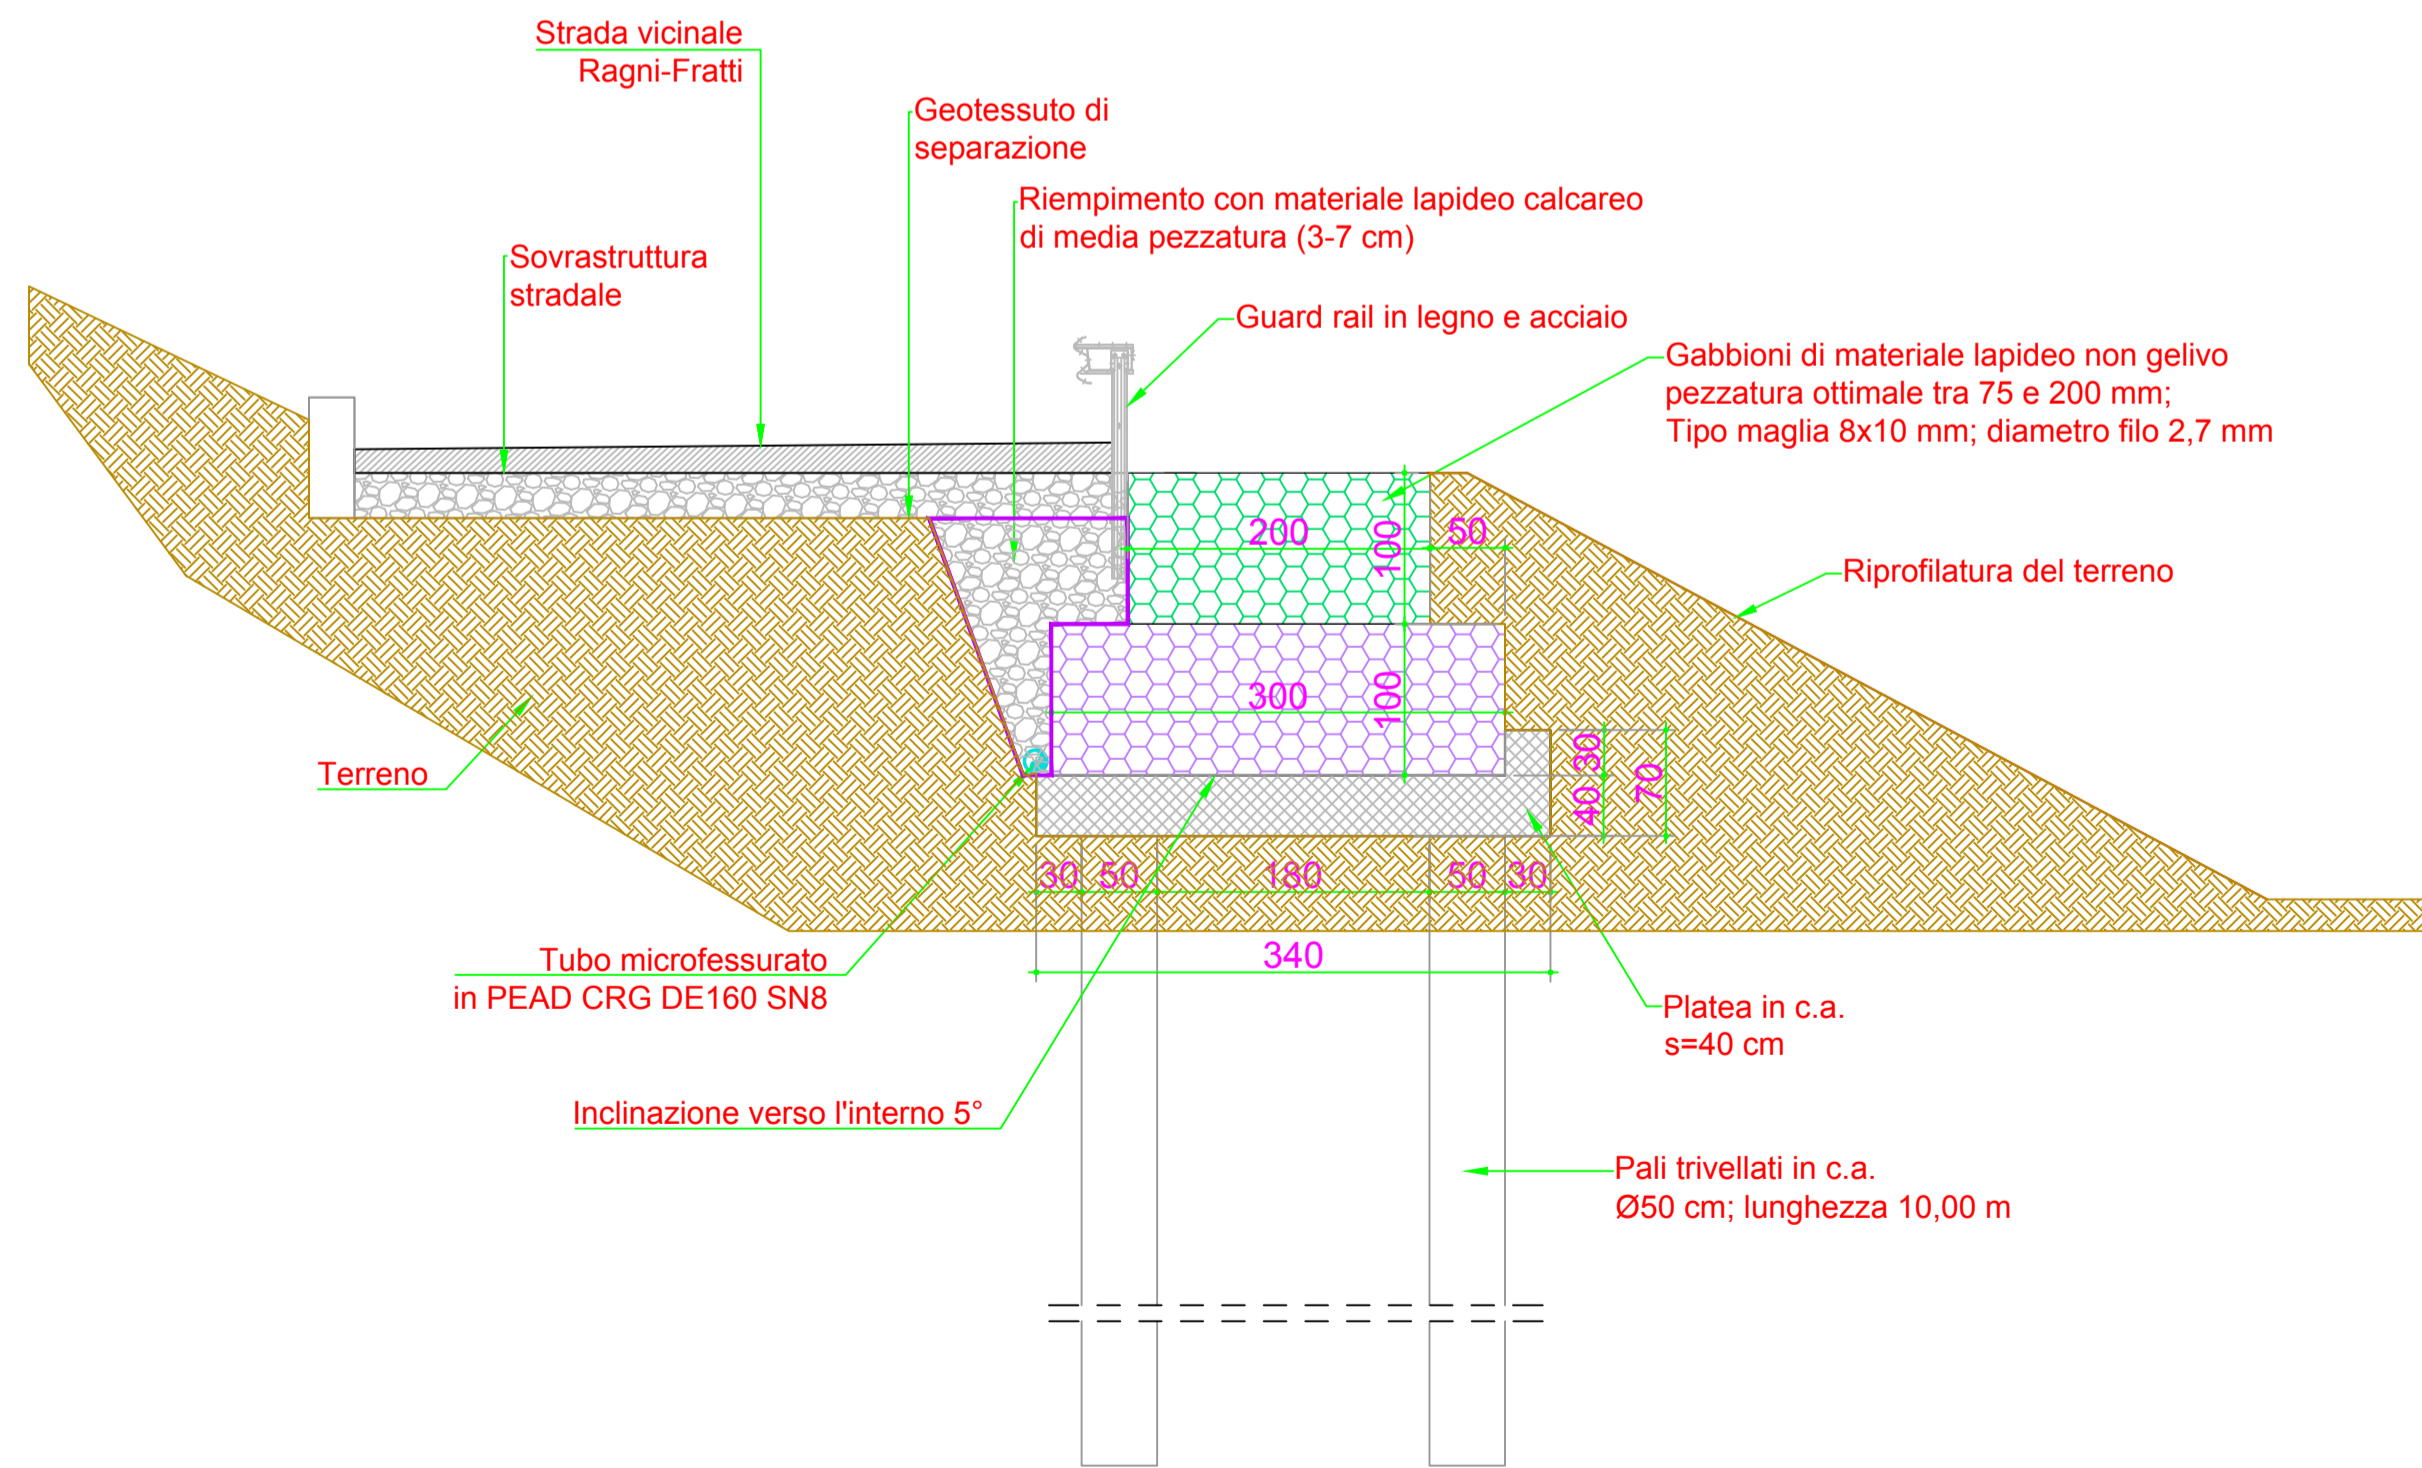 Strada vicinale
Ragni-Fratti
Geotessuto di
separazione
Riempimento con materiale lapideo calcareo
di media pezzatura (3-7 cm)
Sovrastruttura
stradale
Guard rail in legno e acciaio
Gabbioni di materiale lapideo non gelivo
pezzatura ottimale tra 75 e 200 mm;
Tipo maglia 8x10 mm; diametro filo 2,7 mm
200
100
50
Riprofilatura del terreno
300
100
30
40
70
Terreno
30 50 180 50 30
340
Tubo microfessurato
in PEAD CRG DE160 SN8
Platea in c.a.
s=40 cm
Inclinazione verso l'interno 5°
Pali trivellati in c.a.
Ø50 cm; lunghezza 10,00 m